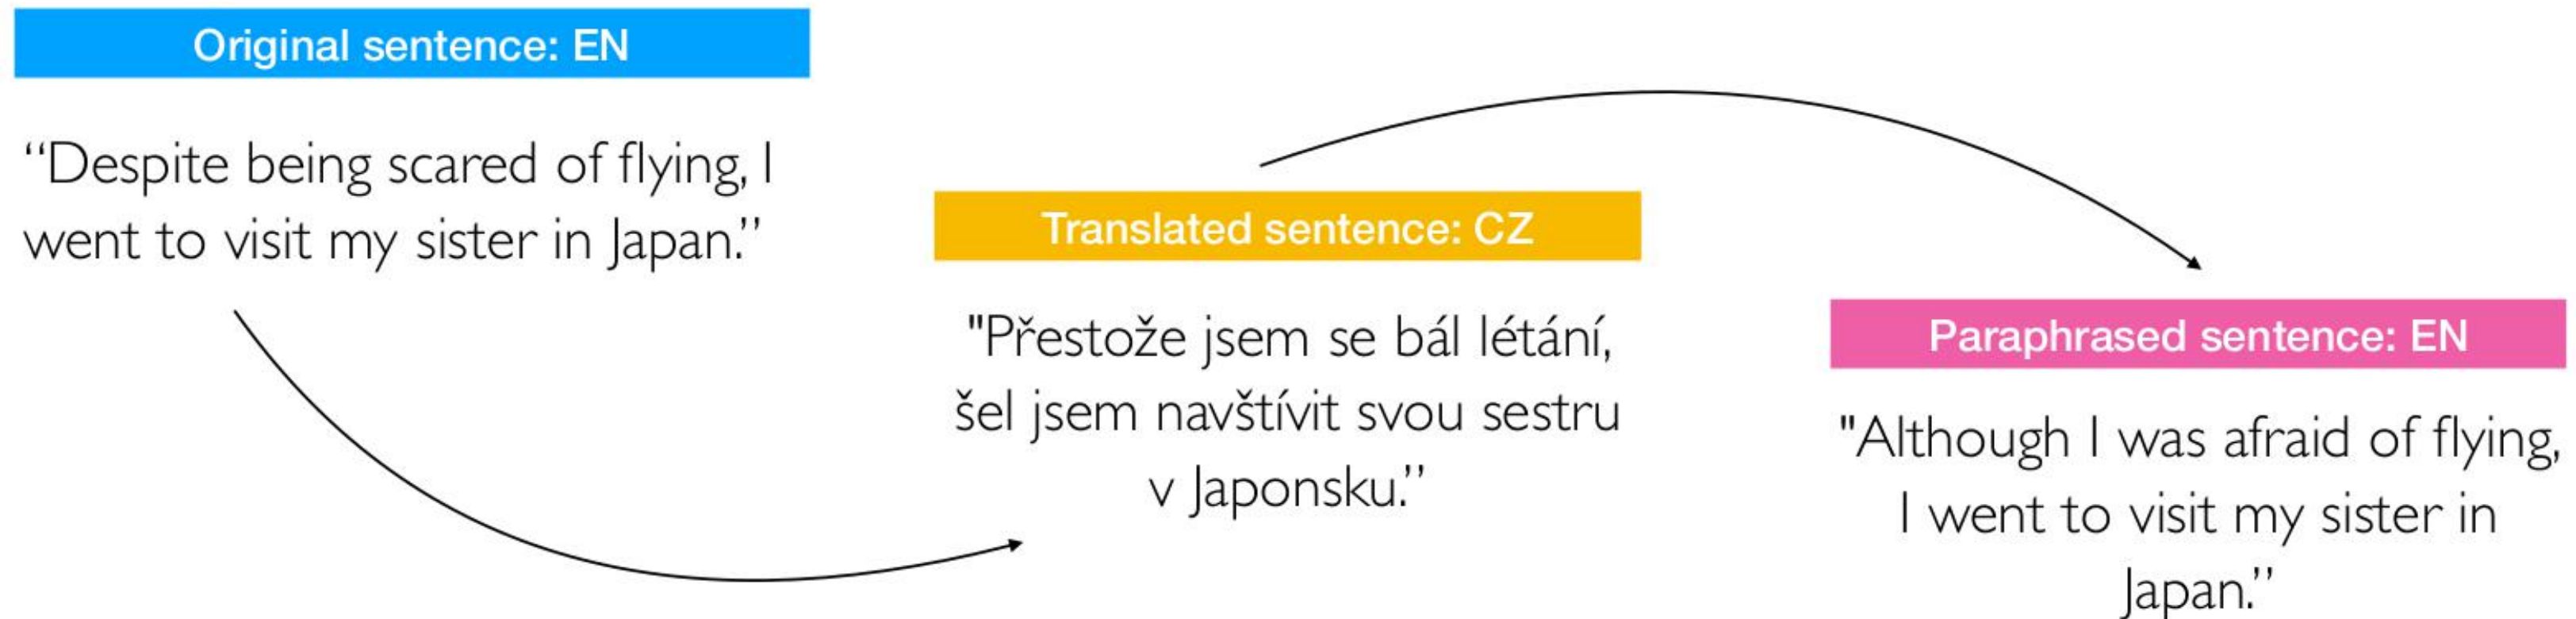 Original sentence: EN
“Despite being scared of flying, I
went to visit my sister in Japan.”
Translated sentence: CZ
"Přestože jsem se bál létání,
šel jsem navštívit svou sestru
v Japonsku.”
Paraphrased sentence: EN
"Although I was afraid of flying,
I went to visit my sister in
Japan.”